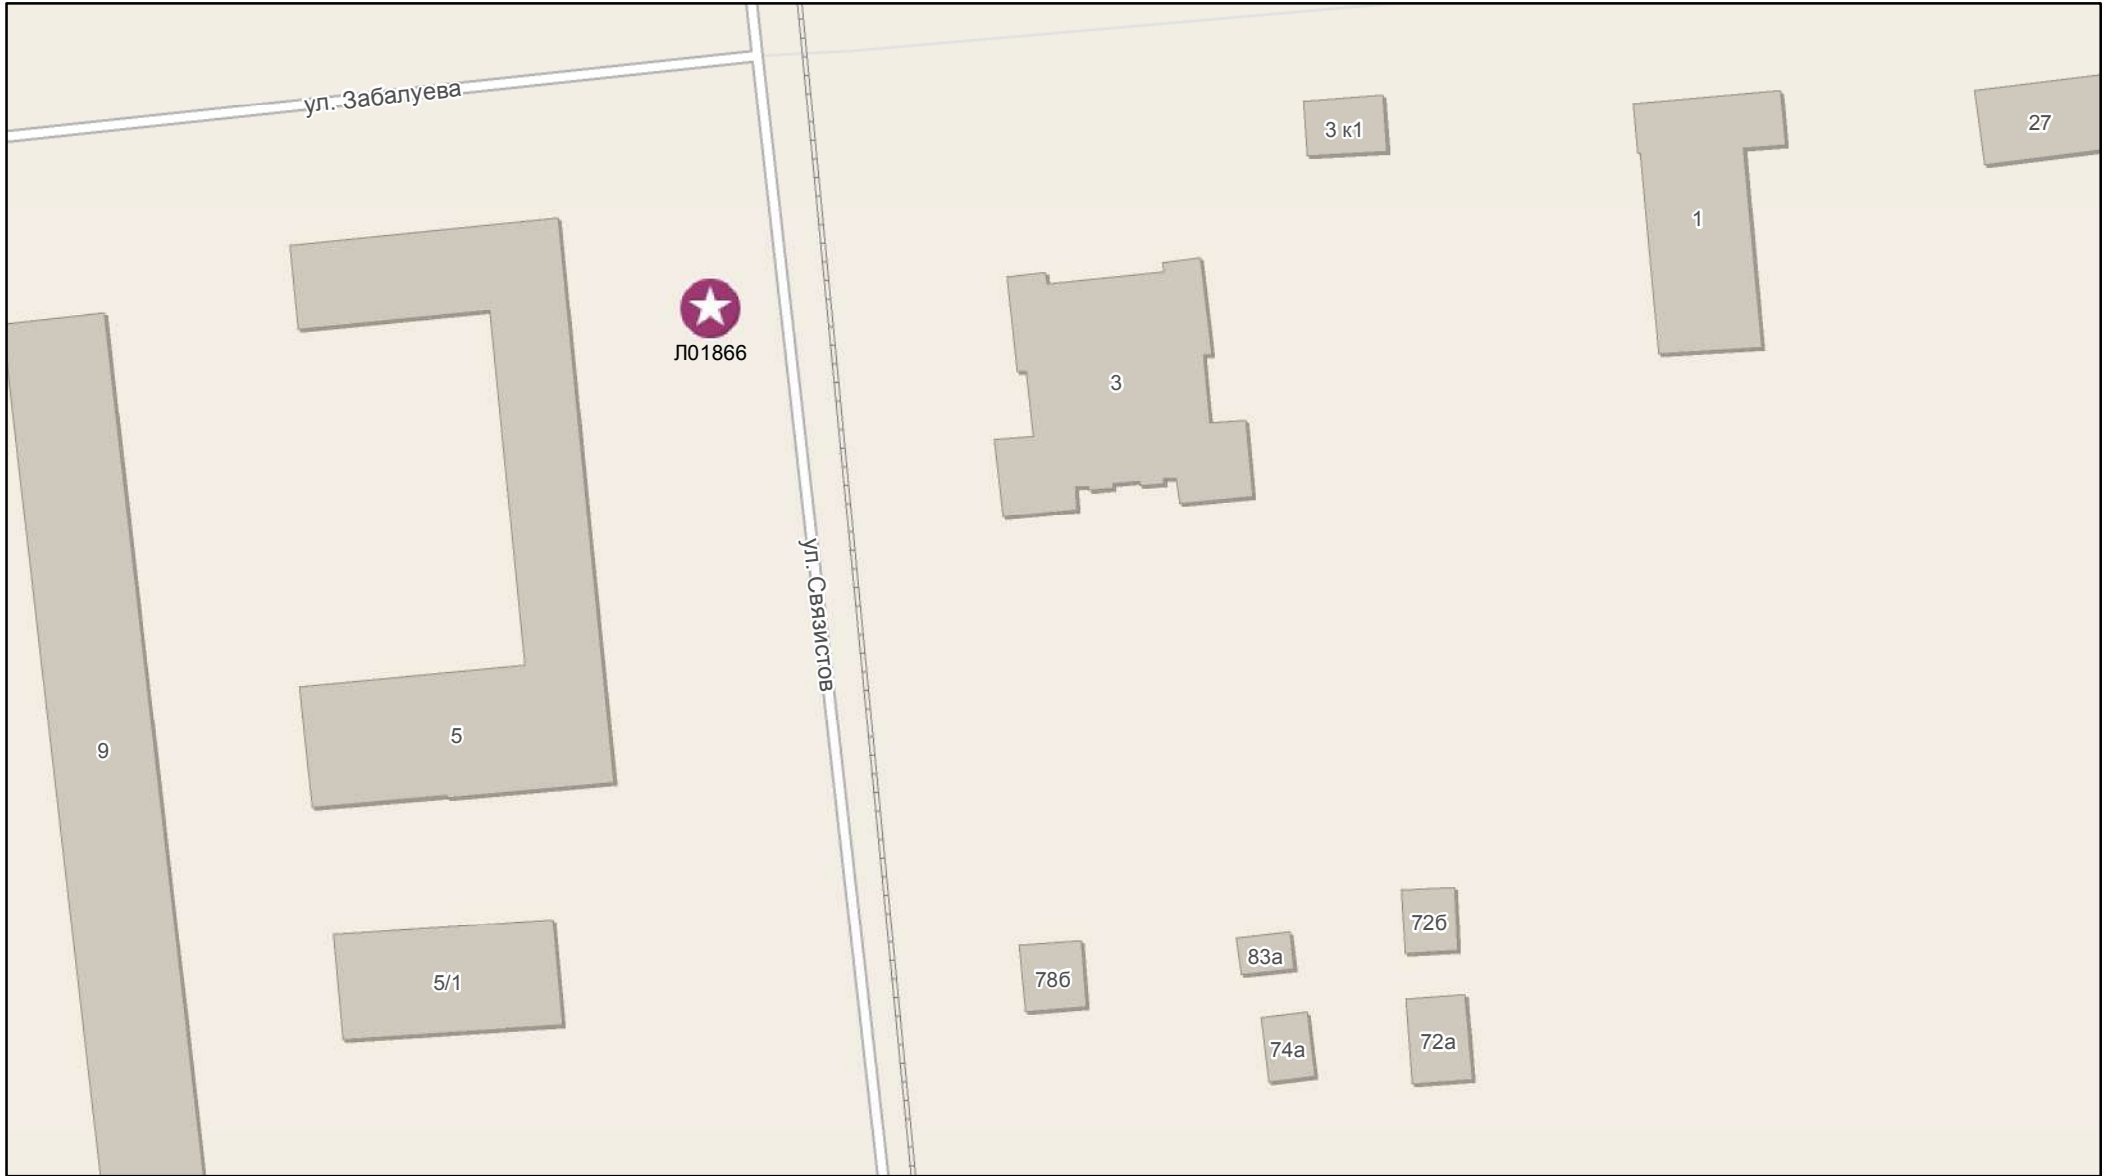 ул. Забалуева
3 к1
27
1
Л01866
3
ул. Связистов
5
9
72б
83а
78б
5/1
72а
74а